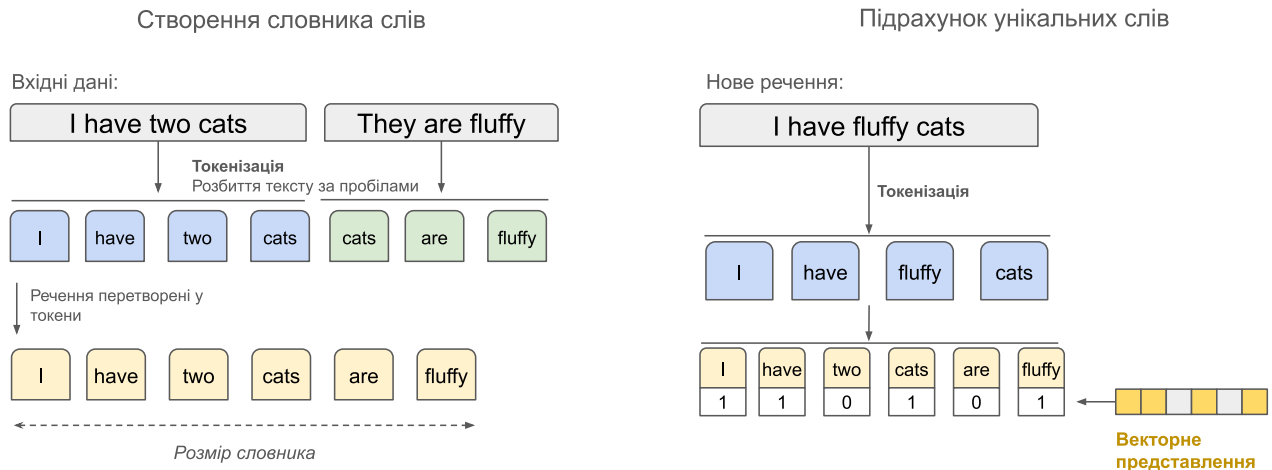 Створення словника слів
Вхідні дані:
I have two cats
They are fluffy
Токенізація
Розбиття тексту за пробілами
I have two cats cats are fluffy
Речення перетворені у
токени
I have two cats are fluffy
Розмір словника
Підрахунок унікальних слів
Нове речення:
I have fluffy cats
Токенізація
I have fluffy cats
I have two cats are fluffy
1 1 0 1 0 1
Векторне
представлення